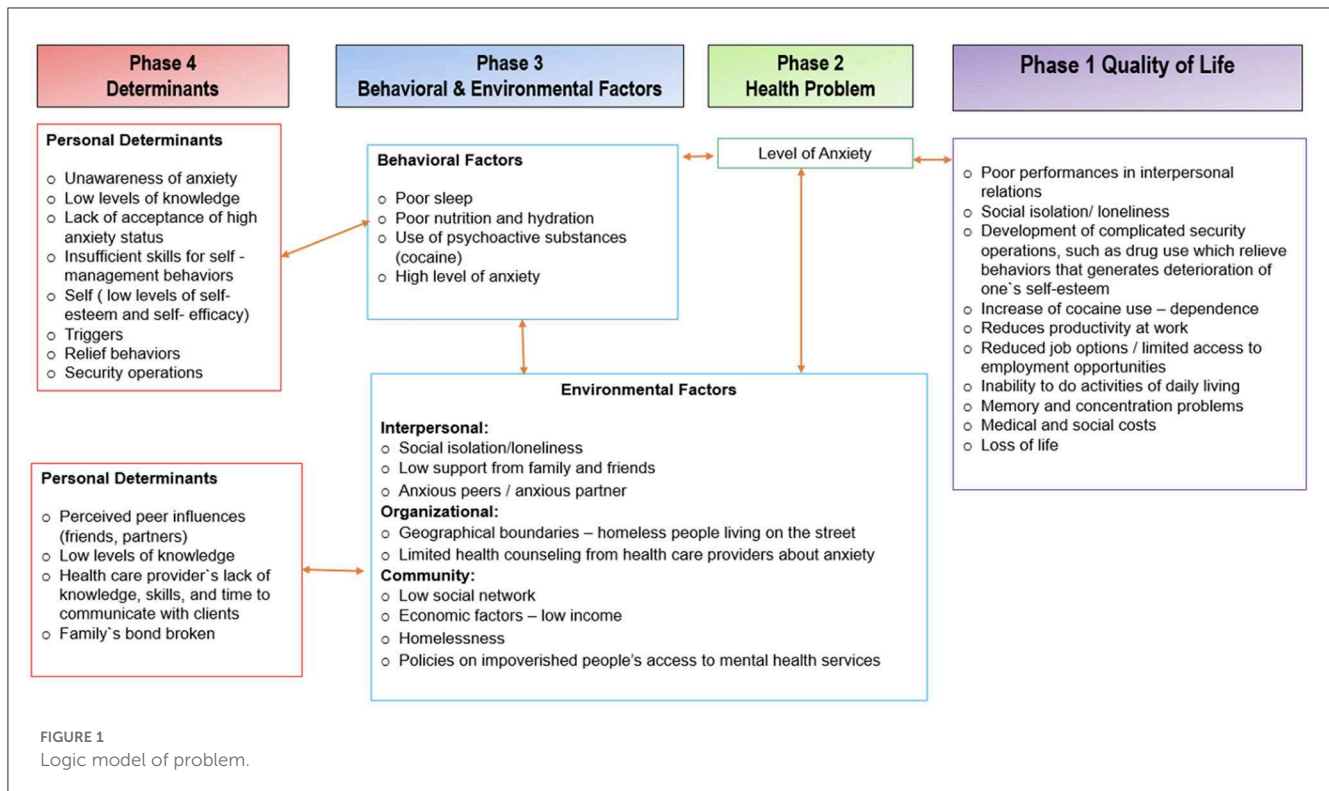 Phase 4
Determinants
Phase 3
Behavioral & Environmental Factors
Phase 2
Health Problem
Phase 1 Quality of Life
Personal Determinants
o Unawareness of anxiety
o Low levels of knowledge
o Lack of acceptance of high
anxiety status
o Insufficient skills for self -
management behaviors
o Self ( low levels of self-
esteem and self- efficacy)
o Triggers
o Relief behaviors
o Security operations
Personal Determinants
o Perceived peer influences
(friends, partners)
o Low levels of knowledge
o Health care provider`s lack of
knowledge, skills, and time to
communicate with clients
o Family`s bond broken
Behavioral Factors
o Poor sleep
o Poor nutrition and hydration
o Use of psychoactive substances
(cocaine)
o High level of anxiety
Environmental Factors
Interpersonal:
o Social isolation/loneliness
o Low support from family and friends
o Anxious peers / anxious partner
Organizational:
o Geographical boundaries – homeless people living on the street
o Limited health counseling from health care providers about anxiety
Community:
o Low social network
o Economic factors – low income
o Homelessness
o Policies on impoverished people's access to mental health services
Level of Anxiety
o Poor performances in interpersonal
relations
o Social isolation/ loneliness
o Development of complicated security
operations, such as drug use which relieve
behaviors that generates deterioration of
one`s self-esteem
o Increase of cocaine use – dependence
o Reduces productivity at work
o Reduced job options / limited access to
employment opportunities
o Inability to do activities of daily living
o Memory and concentration problems
o Medical and social costs
o Loss of life
FIGURE 1
Logic model of problem.